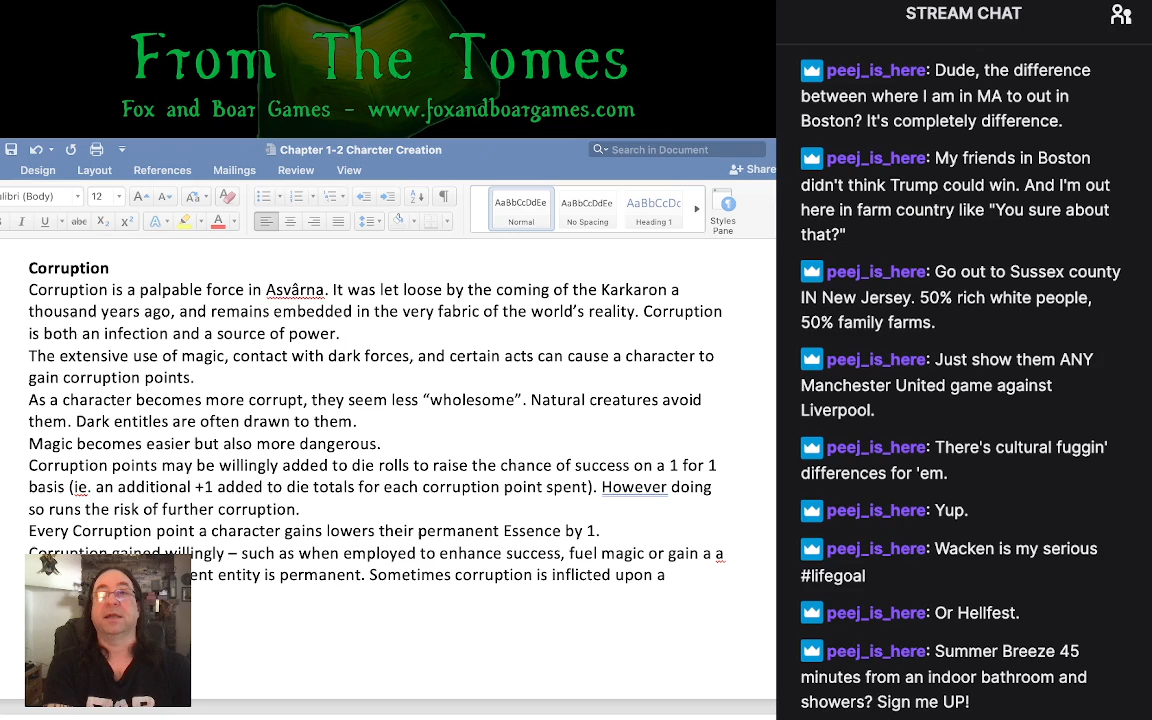 From The Tomes
Fox and Boar Games – www.foxandboargames.com
Chapter 1-2 Charcter Creation
Search in Document
Design Layout References Mailings Review View
Share
alibri (Body) 12
AaBbCcDdEe AaBbCcDdEe AaBbCcDc
Normal No Spacing Heading 1
Styles
Pane
Corruption
Corruption is a palpable force in Asvârna. It was let loose by the coming of the Karkaron a
thousand years ago, and remains embedded in the very fabric of the world's reality. Corruption
is both an infection and a source of power.
The extensive use of magic, contact with dark forces, and certain acts can cause a character to
gain corruption points.
As a character becomes more corrupt, they seem less “wholesome”. Natural creatures avoid
them. Dark entitles are often drawn to them.
Magic becomes easier but also more dangerous.
Corruption points may be willingly added to die rolls to raise the chance of success on a 1 for 1
basis (ie. an additional +1 added to die totals for each corruption point spent). However doing
so runs the risk of further corruption.
Every Corruption point a character gains lowers their permanent Essence by 1.
Corruption gained willingly – such as when employed to enhance success, fuel magic or gain a a
ent entity is permanent. Sometimes corruption is inflicted upon a
STREAM CHAT
peej_is_here: Dude, the difference
between where I am in MA to out in
Boston? It's completely difference.
peej_is_here: My friends in Boston
didn't think Trump could win. And I'm out
here in farm country like "You sure about
that?"
peej_is_here: Go out to Sussex county
IN New Jersey. 50% rich white people,
50% family farms.
peej_is_here: Just show them ANY
Manchester United game against
Liverpool.
peej_is_here: There's cultural fuggin'
differences for 'em.
peej_is_here: Yup.
peej_is_here: Wacken is my serious
#lifegoal
peej_is_here: Or Hellfest.
peej_is_here: Summer Breeze 45
minutes from an indoor bathroom and
showers? Sign me UP!